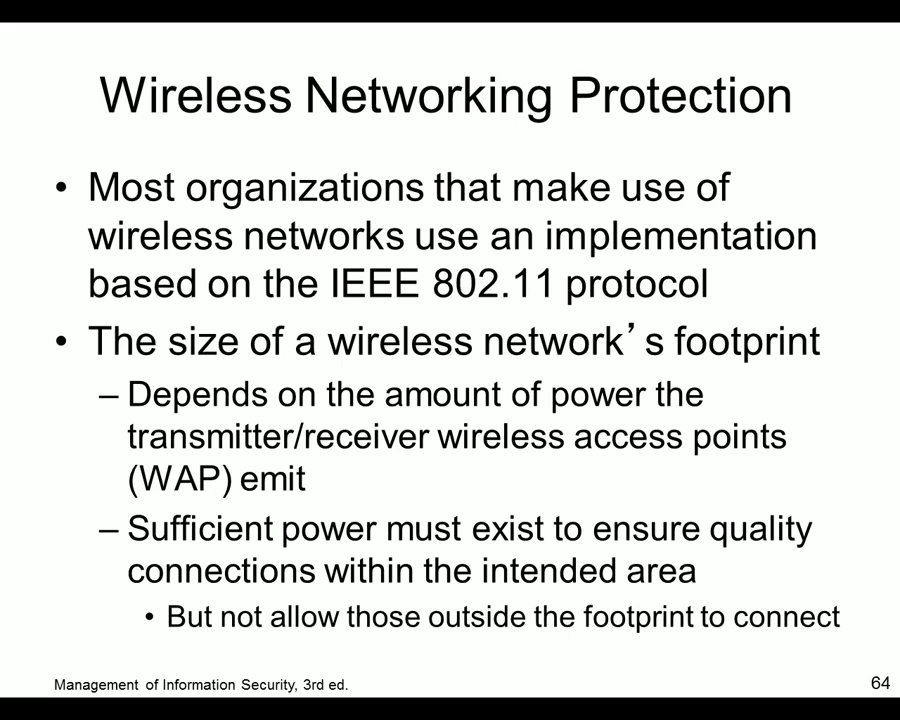 Wireless Networking Protection
• Most organizations that make use of
wireless networks use an implementation
based on the IEEE 802.11 protocol
• The size of a wireless network’s footprint
– Depends on the amount of power the
transmitter/receiver wireless access points
(WAP) emit
– Sufficient power must exist to ensure quality
connections within the intended area
• But not allow those outside the footprint to connect
Management of Information Security, 3rd ed.
64